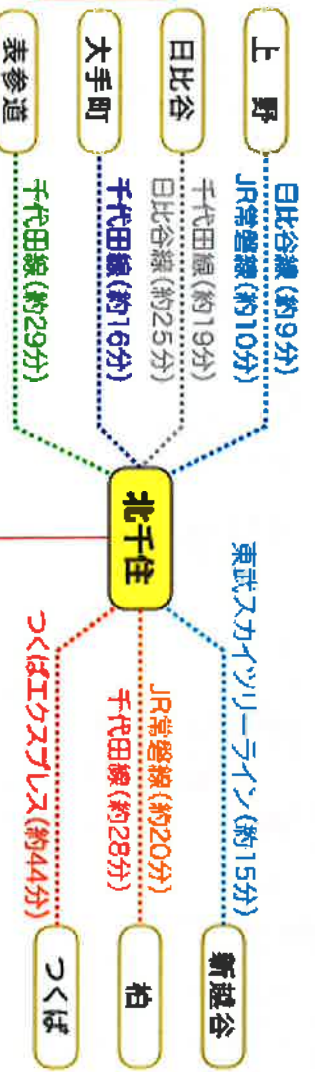 上 野
日比谷線(約9分)
JR常磐線(約10分)
日比谷
千代田線(約19分)
日比谷線(約25分)
大手町
千代田線(約16分)
表参道
千代田線(約29分)
北千住
東武スカイツリーライン(約15分)
新越谷
JR常磐線(約20分)
千代田線(約28分)
柏
つくばエクスプレス(約44分)
つくば